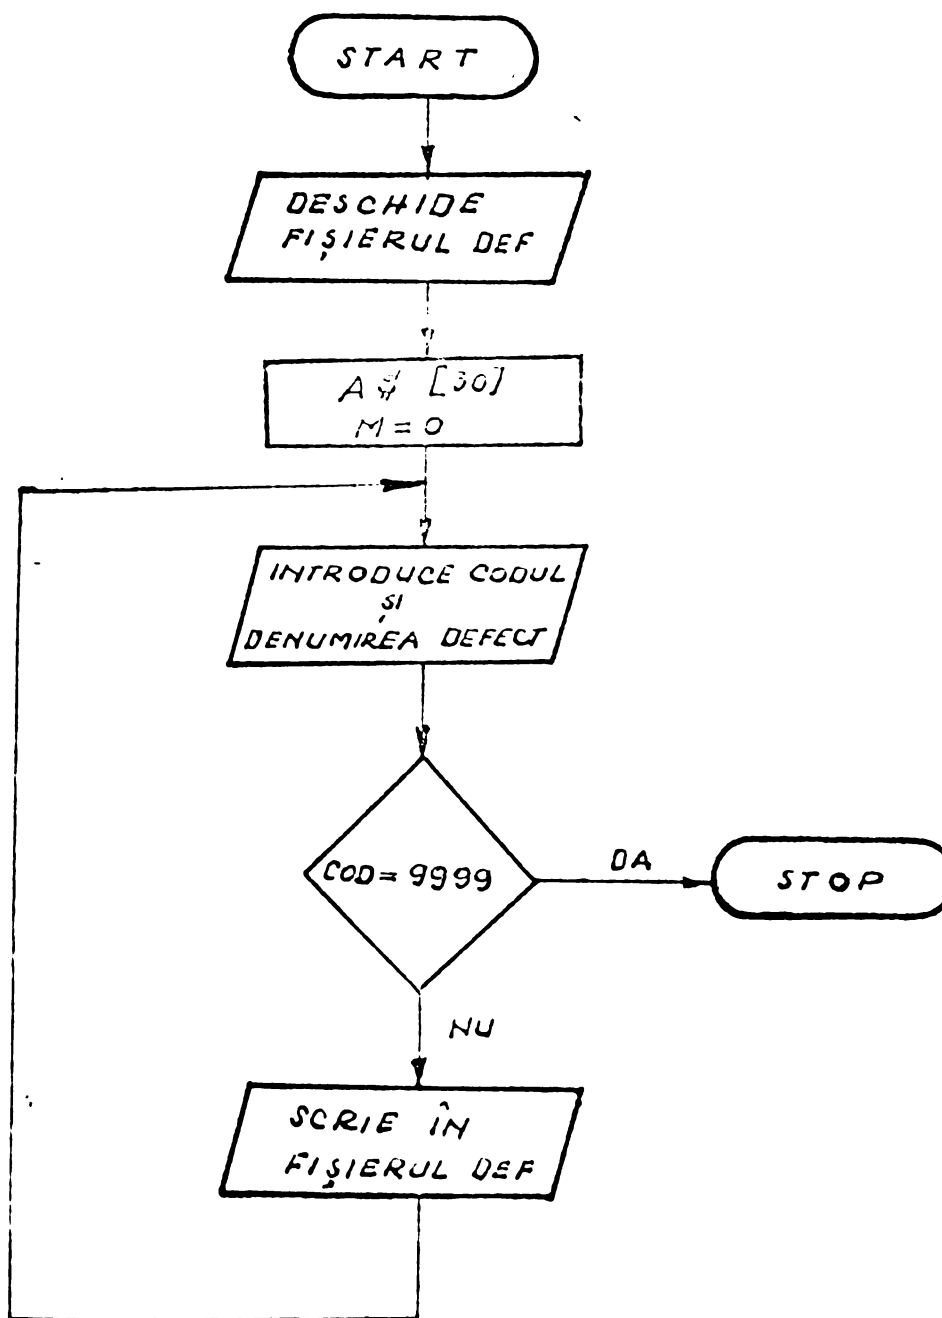 START
DESCHIDE
FIȘIERUL DEF
A$ [30]
M=0
INTRODUCE CODUL
ȘI
DENUMIREA DEFECT
COD=9999
DA
STOP
NU
SCRIE ÎN
FIȘIERUL DEF